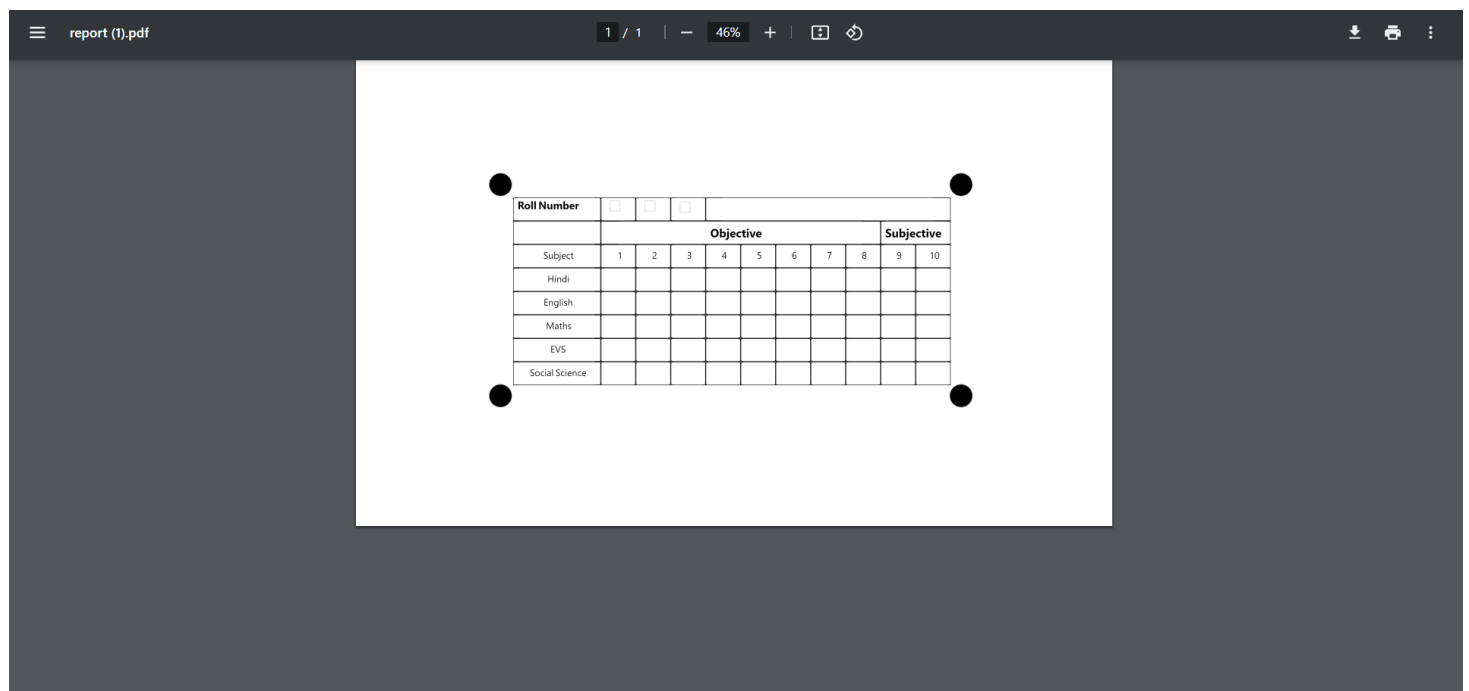 report (1).pdf 1 / 1 46%
Roll Number
Objective Subjective
Subject 1 2 3 4 5 6 7 8 9 10
Hindi
English
Maths
EVS
Social Science